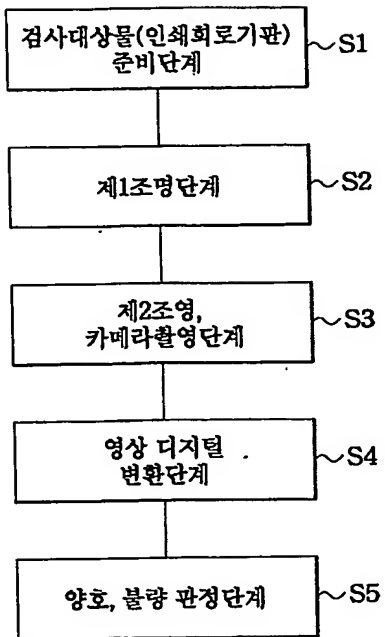 검사대상물(인쇄회로기판)
준비단계
S1
제1조명단계
S2
제2조영,
카메라촬영단계
S3
영상 디지털
변환단계
S4
양호, 불량 판정단계
S5